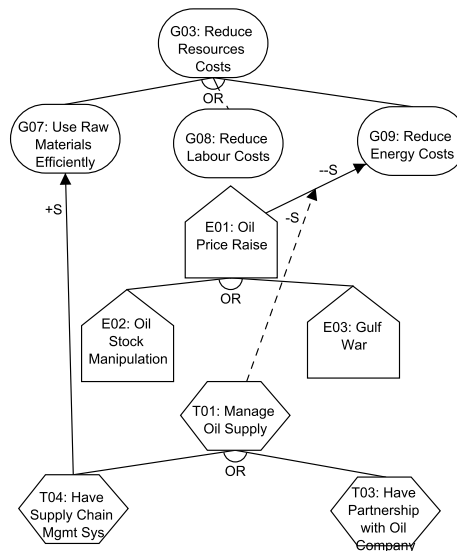 G03: Reduce
Resources
Costs
OR
G07: Use Raw
Materials
Efficiently
G08: Reduce
Labour Costs
G09: Reduce
Energy Costs
--S
+S
-S
E01: Oil
Price Raise
OR
E02: Oil
Stock
Manipulation
E03: Gulf
War
T01: Manage
Oil Supply
OR
T04: Have
Supply Chain
Mgmt Sys
T03: Have
Partnership
with Oil
Company